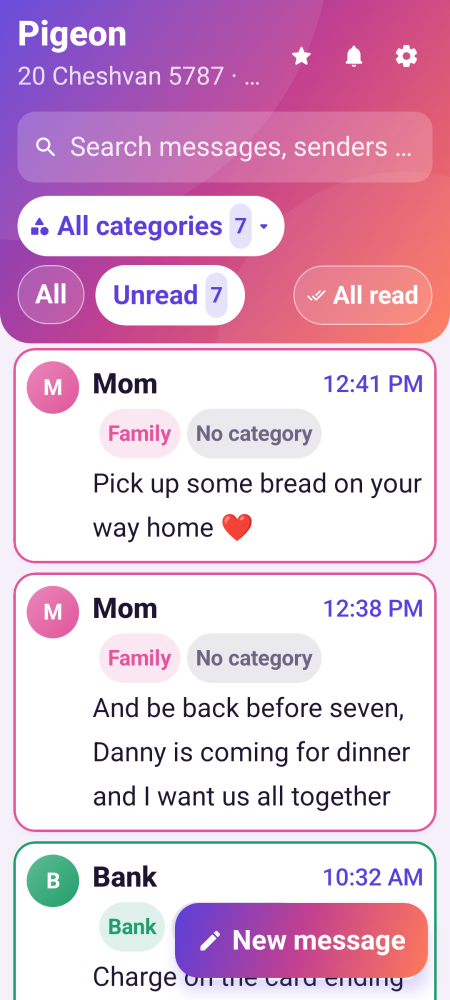 Pigeon
20 Cheshvan 5787 · ...
Search messages, senders ...
All categories 7
All
Unread 7
All read
M
Mom
12:41 PM
Family
No category
Pick up some bread on your
way home ❤️
M
Mom
12:38 PM
Family
No category
And be back before seven,
Danny is coming for dinner
and I want us all together
B
Bank
10:32 AM
Bank
New message
Charge on the card ending